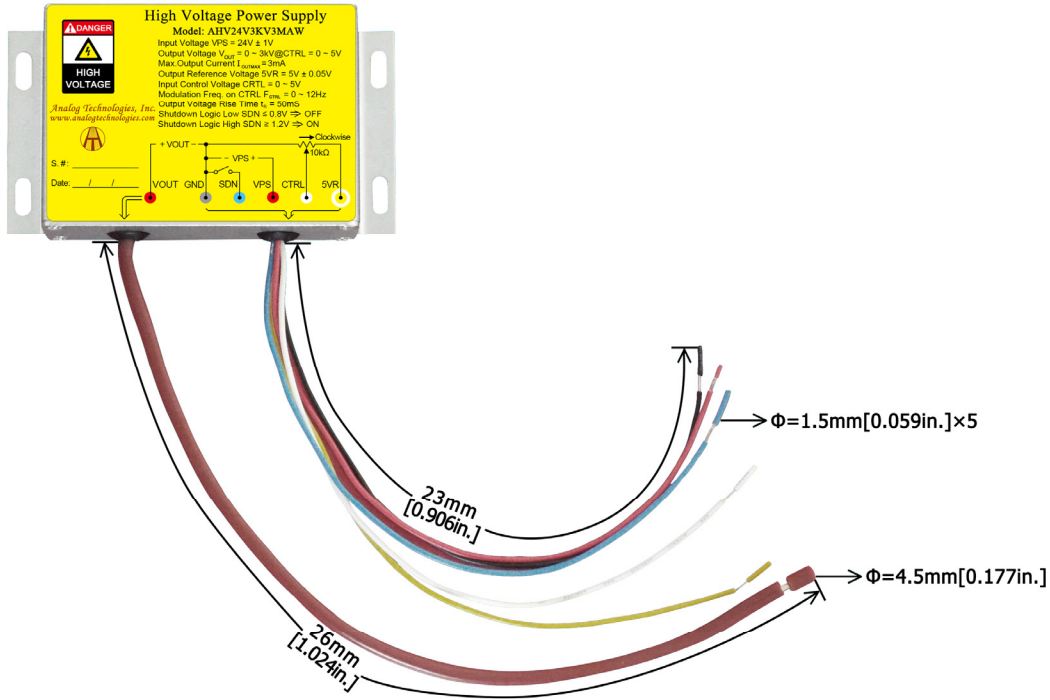 High Voltage Power Supply
Model: AHV24V3KV3MAW
DANGER
HIGH
VOLTAGE
Input Voltage VPS = 24V ± 1V
Output Voltage VOUT = 0 ~ 3kV@CTRL = 0 ~ 5V
Max.Output Current IOUTMAX = 3mA
Output Reference Voltage 5VR = 5V ± 0.05V
Input Control Voltage CRTL = 0 ~ 5V
Modulation Freq. on CTRL FCTRL = 0 ~ 12Hz
Output Voltage Rise Time tR = 50mS
Shutdown Logic Low SDN ≤ 0.8V ⇒ OFF
Shutdown Logic High SDN ≥ 1.2V ⇒ ON
Analog Technologies, Inc.
www.analogtechnologies.com
Clockwise
+ VOUT −
10kΩ
− VPS +
S. #:
Date: / /
VOUT GND SDN VPS CTRL 5VR
Φ=1.5mm[0.059in.]×5
23mm
[0.906in.]
Φ=4.5mm[0.177in.]
26mm
[1.024in.]